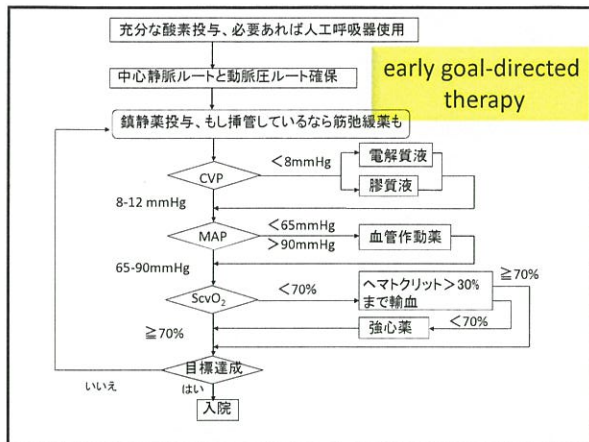 充分な酸素投与、必要あれば人工呼吸器使用
early goal-directed
therapy
中心静脈ルートと動脈圧ルート確保
鎮静薬投与、もし挿管しているなら筋弛緩薬も
CVP
<8mmHg
電解質液
膠質液
8-12 mmHg
MAP
<65mmHg
>90mmHg
血管作動薬
65-90mmHg
ScvO₂
<70%
ヘマトクリット>30%
まで輸血
≧70%
強心薬
<70%
≧70%
目標達成
いいえ
はい
入院